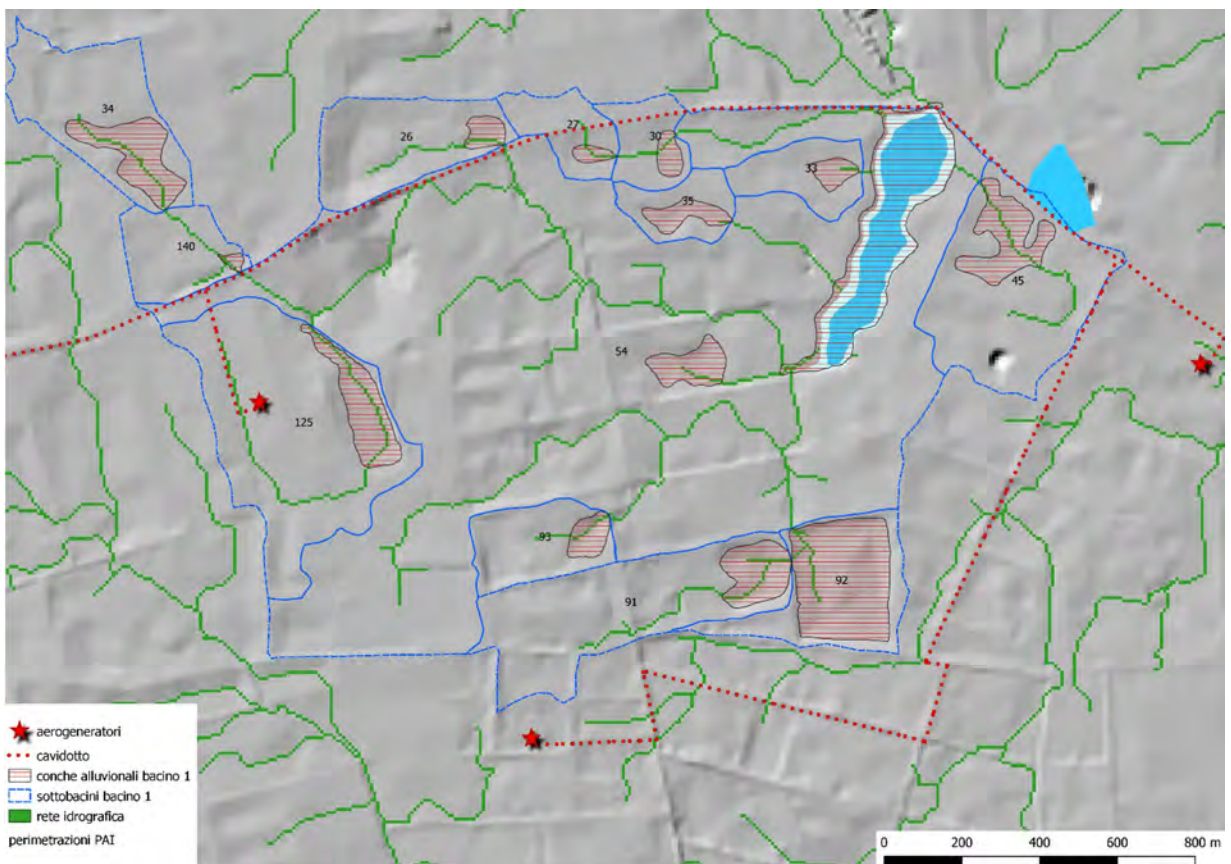 34
26
27
30
33
35
140
45
54
125
93
91
92
aerogeneratori
cavidotto
conche alluvionali bacino 1
sottobacini bacino 1
rete idrografica
perimetrazioni PAI
0 200 400 600 800 m